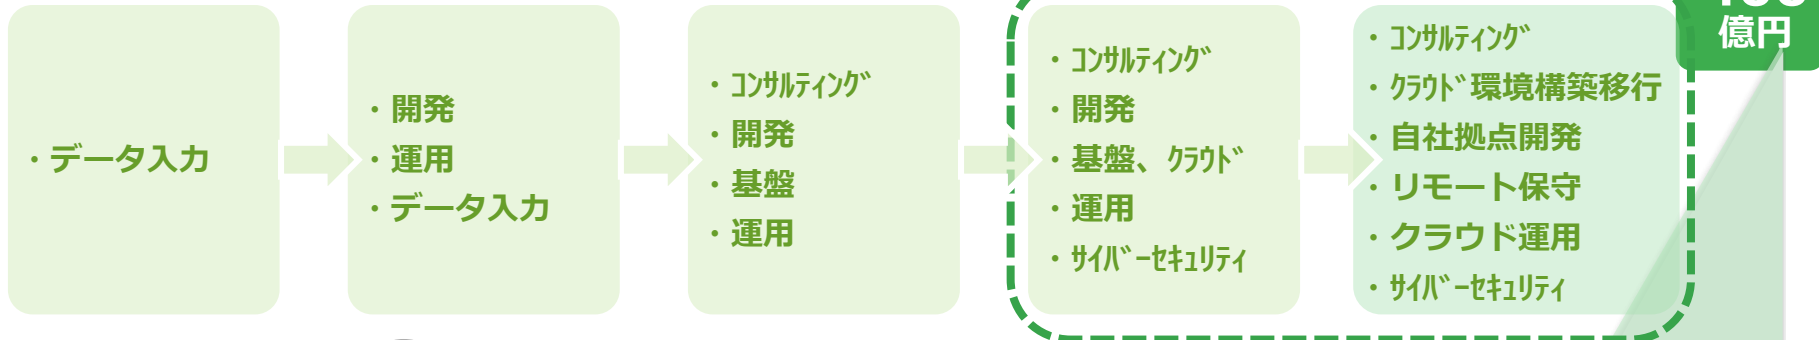 ・データ入力
・開発
・運用
・データ入力
・ｺﾝｻﾙﾃｨﾝｸﾞ
・開発
・基盤
・運用
・ｺﾝｻﾙﾃｨﾝｸﾞ
・開発
・基盤、ｸﾗｳﾄﾞ
・運用
・ｻｲﾊﾞｰｾｷｭﾘﾃｨ
・ｺﾝｻﾙﾃｨﾝｸﾞ
・ｸﾗｳﾄﾞ環境構築移行
・自社拠点開発
・リモート保守
・クラウド運用
・ｻｲﾊﾞｰｾｷｭﾘﾃｨ
億円